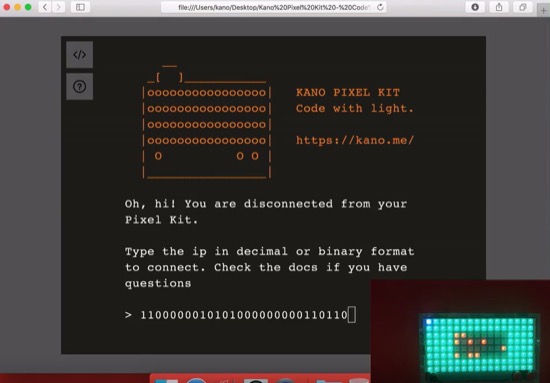 file:///Users/kano/Desktop/Kano%20Pixel%20Kit%20-%20Code%
</>
?
KANO PIXEL KIT
Code with light.
https://kano.me/
Oh, hi! You are disconnected from your
Pixel Kit.
Type the ip in decimal or binary format
to connect. Check the docs if you have
questions
>